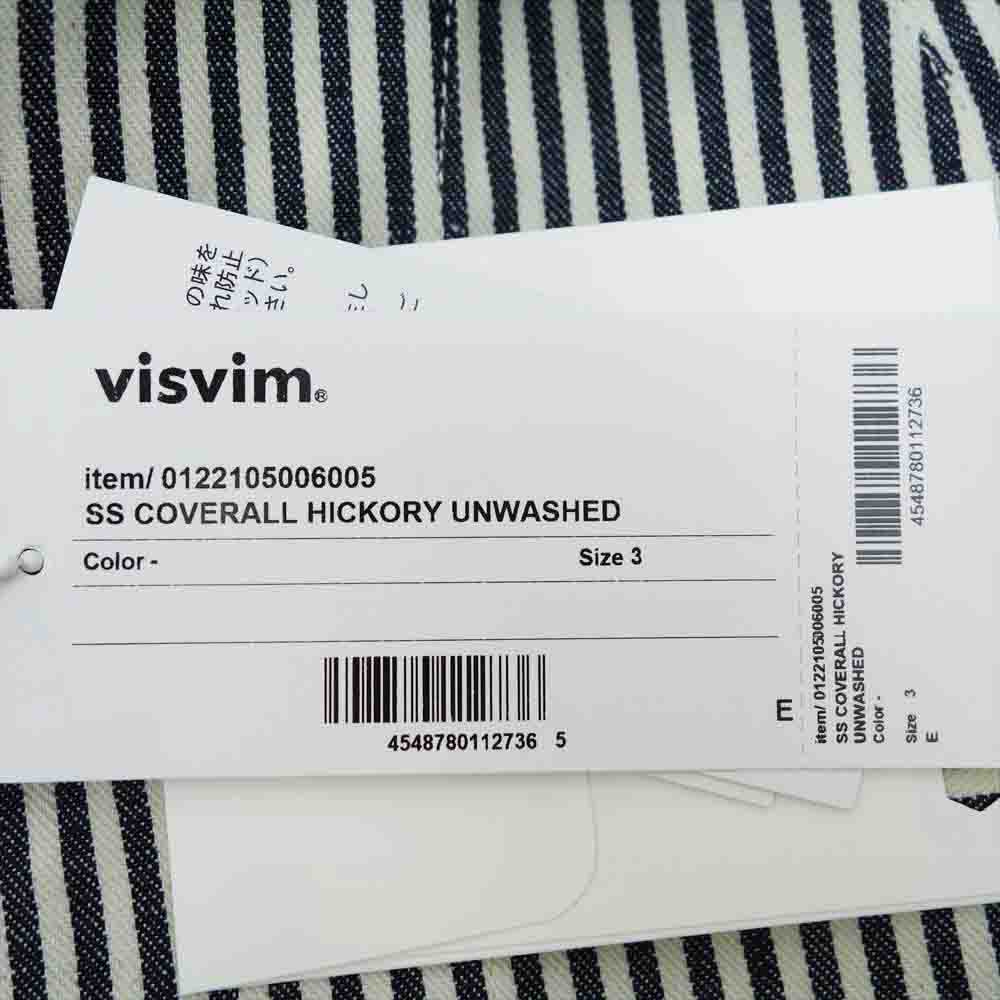 の味を
れ防止
ッド)
さい。
visvim®
item/ 0122105006005
SS COVERALL HICKORY UNWASHED
Color -
Size 3
4548780112736 5
E
4548780112736
item/ 0122105006005
SS COVERALL HICKORY
UNWASHED
Color -
Size 3
E